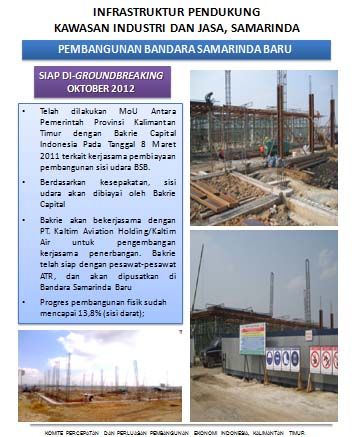 INFRASTRUKTUR PENDUKUNG
KAWASAN INDUSTRI DAN JASA, SAMARINDA
PEMBANGUNAN BANDARA SAMARINDA BARU
SIAP DI-GROUNDBREAKING
OKTOBER 2012
• Telah dilakukan MoU Antara
Pemerintah Provinsi Kalimantan
Timur dengan Bakrie Capital
Indonesia Pada Tanggal 8 Maret
2011 terkait kerjasama pembiayaan
pembangunan sisi udara BSB.
• Berdasarkan kesepakatan, sisi
udara akan dibiayai oleh Bakrie
Capital
• Bakrie akan bekerjasama dengan
PT. Kaltim Aviation Holding/Kaltim
Air untuk pengembangan
kerjasama penerbangan. Bakrie
telah siap dengan pesawat-pesawat
ATR, dan akan dipusatkan di
Bandara Samarinda Baru
• Progres pembangunan fisik sudah
mencapai 13,8% (sisi darat);
KOMITE PERCEPATAN DAN PERLUASAN PEMBANGUNAN EKONOMI INDONESIA, KALIMANTAN TIMUR.